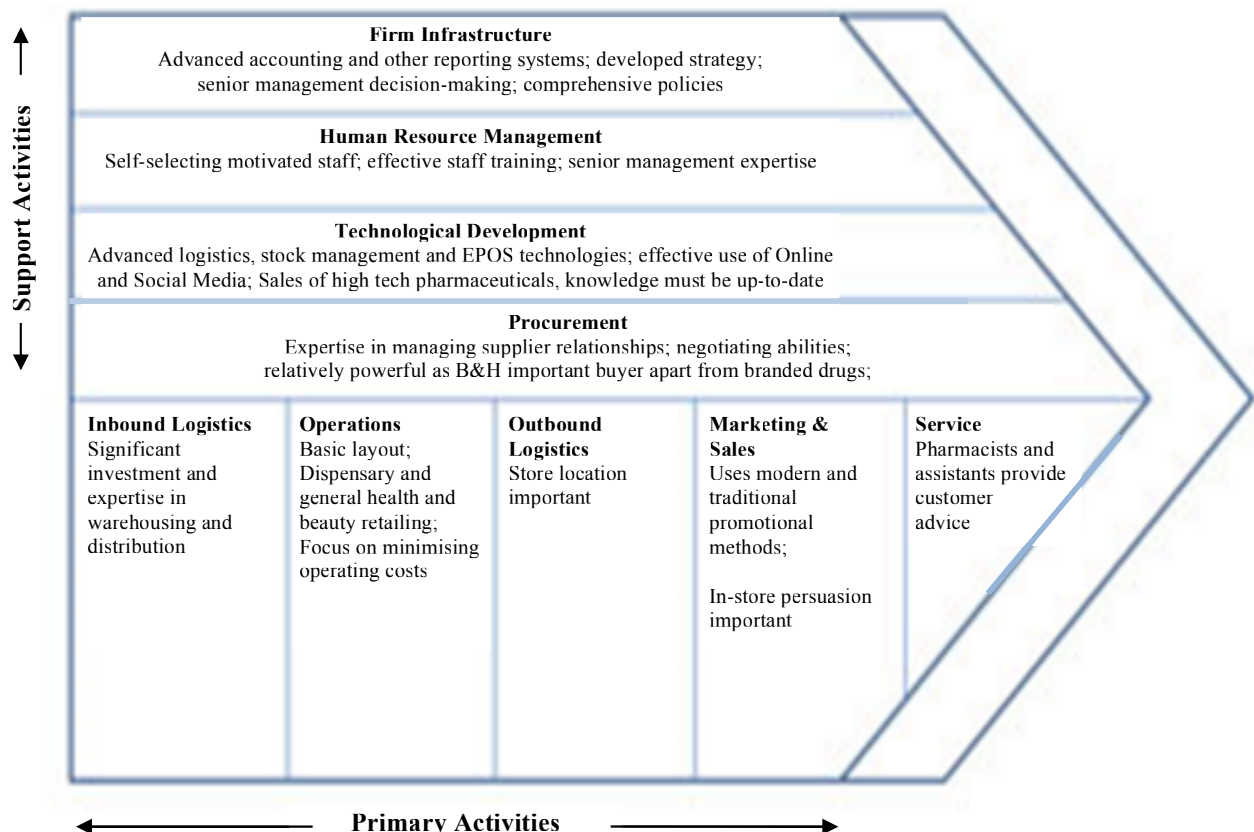 Support Activities
Firm Infrastructure
Advanced accounting and other reporting systems; developed strategy;
senior management decision-making; comprehensive policies
Human Resource Management
Self-selecting motivated staff; effective staff training; senior management expertise
Technological Development
Advanced logistics, stock management and EPOS technologies; effective use of Online
and Social Media; Sales of high tech pharmaceuticals, knowledge must be up-to-date
Procurement
Expertise in managing supplier relationships; negotiating abilities;
relatively powerful as B&H important buyer apart from branded drugs;
Inbound Logistics
Significant
investment and
expertise in
warehousing and
distribution
Operations
Basic layout;
Dispensary and
general health and
beauty retailing;
Focus on minimising
operating costs
Outbound
Logistics
Store location
important
Marketing &
Sales
Uses modern and
traditional
promotional
methods;
In-store persuasion
important
Service
Pharmacists and
assistants provide
customer
advice
Primary Activities